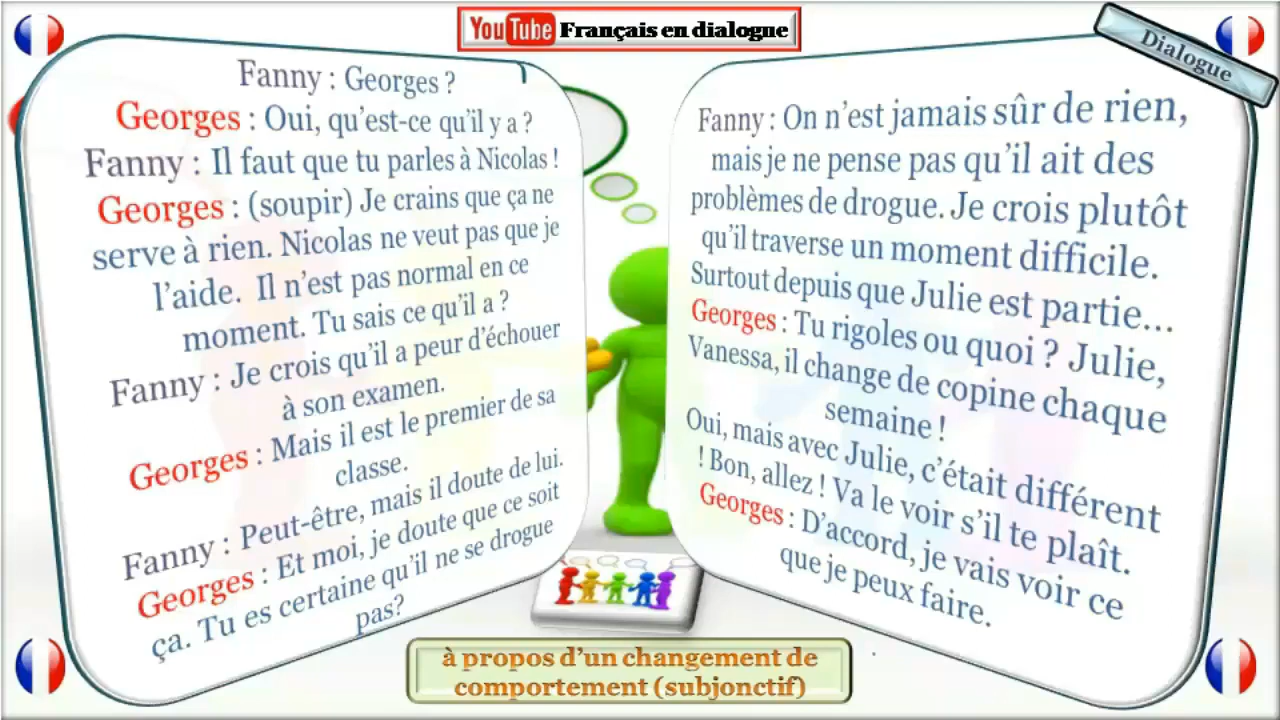 YouTube Français en dialogue
Dialogue
Fanny : Georges ?
Georges : Oui, qu'est-ce qu'il y a ?
Fanny : Il faut que tu parles à Nicolas !
Georges : (soupir) Je crains que ça ne
serve à rien. Nicolas ne veut pas que je
l'aide. Il n'est pas normal en ce
moment. Tu sais ce qu'il a ?
Fanny : Je crois qu'il a peur d'échouer
à son examen.
Georges : Mais il est le premier de sa
classe.
Fanny : Peut-être, mais il doute de lui.
Georges : Et moi, je doute que ce soit
ça. Tu es certaine qu'il ne se drogue
pas?
Fanny : On n'est jamais sûr de rien,
mais je ne pense pas qu'il ait des
problèmes de drogue. Je crois plutôt
qu'il traverse un moment difficile.
Surtout depuis que Julie est partie...
Georges : Tu rigoles ou quoi ? Julie,
Vanessa, il change de copine chaque
semaine !
Oui, mais avec Julie, c'était différent
! Bon, allez ! Va le voir s'il te plaît.
Georges : D'accord, je vais voir ce
que je peux faire.
à propos d'un changement de
comportement (subjonctif)